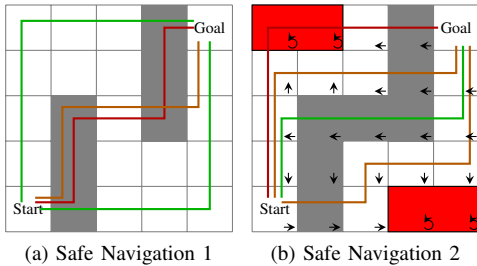 Goal
Goal
Start
Start
(a) Safe Navigation 1
(b) Safe Navigation 2